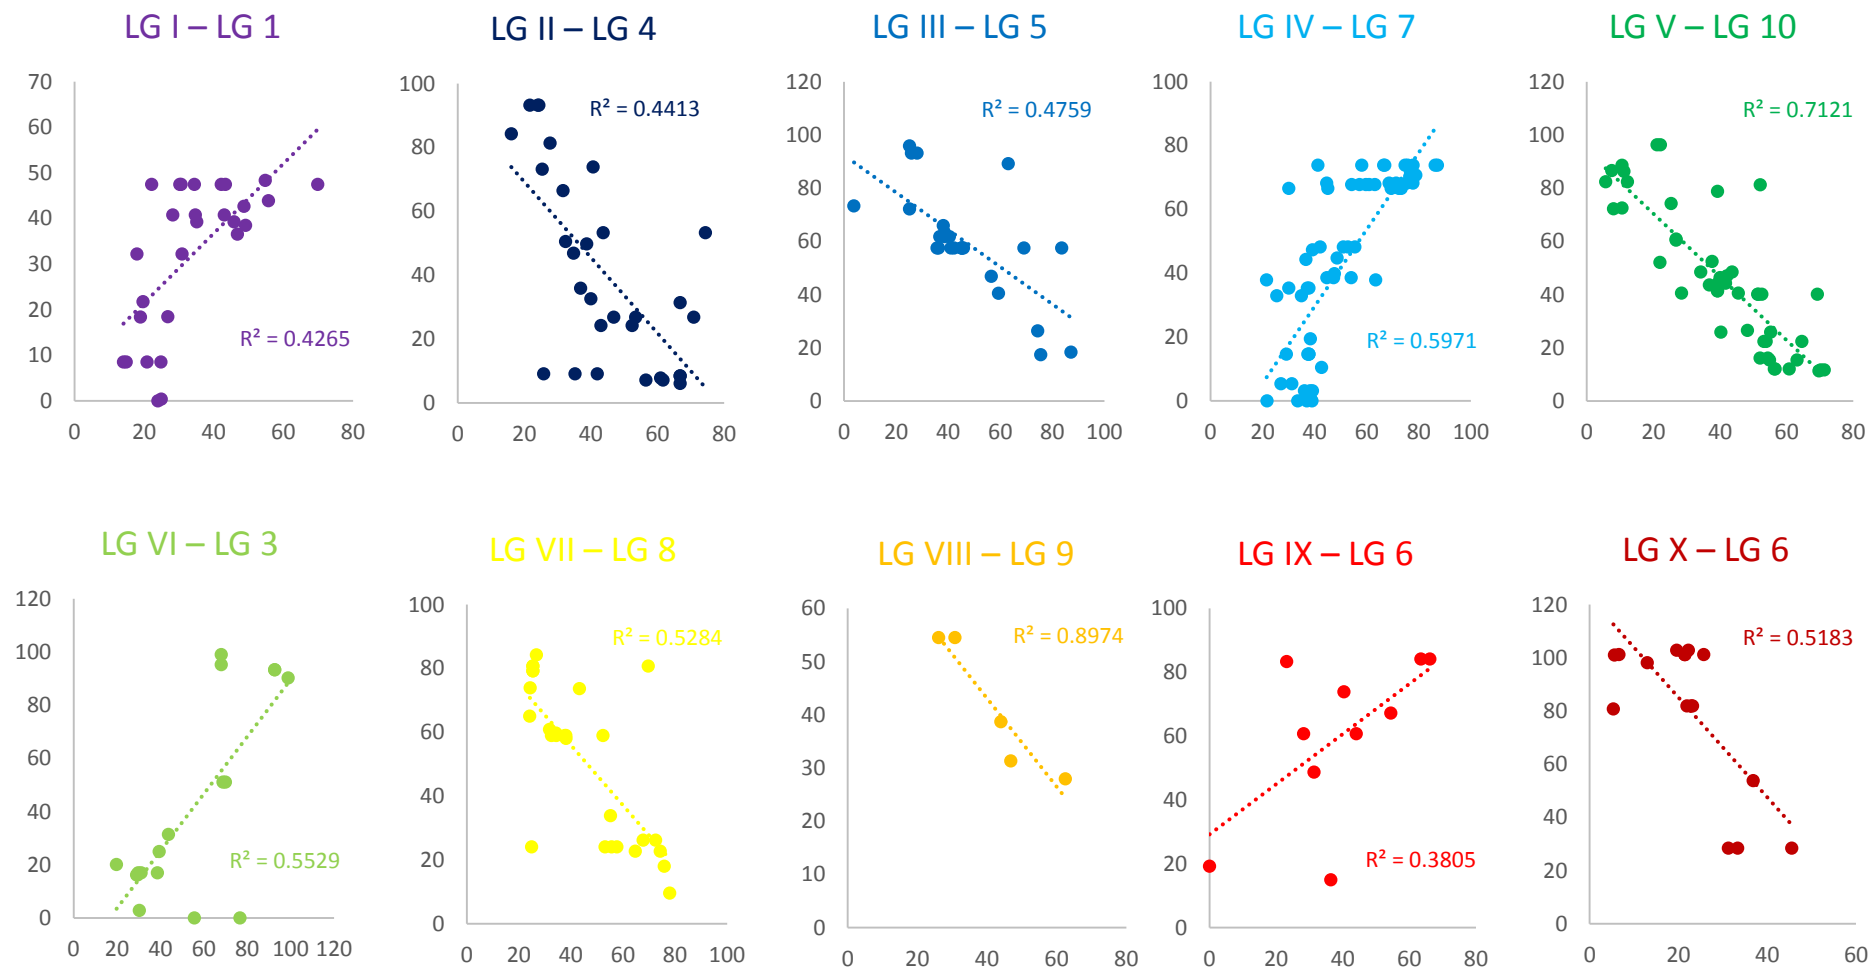 LG I – LG 1
70
60
50
40
30
20
10
0
0 20 40 60 80
R² = 0.4265
LG II – LG 4
100
80
60
40
20
0
0 20 40 60 80
R² = 0.4413
LG III – LG 5
120
100
80
60
40
20
0
0 20 40 60 80 100
R² = 0.4759
LG IV – LG 7
100
80
60
40
20
0
0 20 40 60 80 100
R² = 0.5971
LG V – LG 10
120
100
80
60
40
20
0
0 20 40 60 80
R² = 0.7121
LG VI – LG 3
120
100
80
60
40
20
0
0 20 40 60 80 100 120
R² = 0.5529
LG VII – LG 8
100
80
60
40
20
0
0 20 40 60 80 100
R² = 0.5284
LG VIII – LG 9
60
50
40
30
20
10
0
0 20 40 60 80
R² = 0.8974
LG IX – LG 6
100
80
60
40
20
0
0 20 40 60 80
R² = 0.3805
LG X – LG 6
120
100
80
60
40
20
0
0 20 40 60
R² = 0.5183